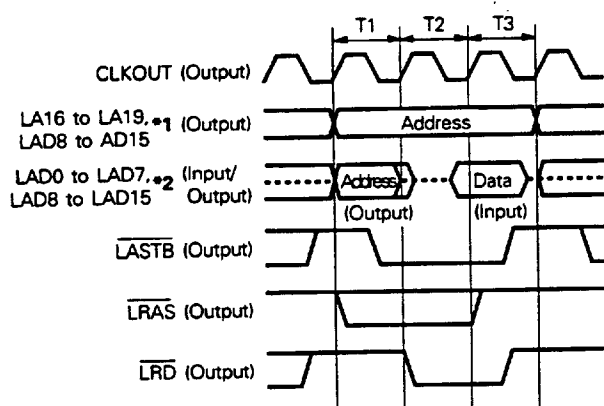 T1 T2 T3
CLKOUT (Output)
LA16 to LA19, *1 (Output)
LAD8 to AD15
Address
LAD0 to LAD7, *2 (Input/
LAD8 to LAD15 Output)
Address
Data
(Output)
(Input)
LASTB (Output)
LRAS (Output)
LRD (Output)